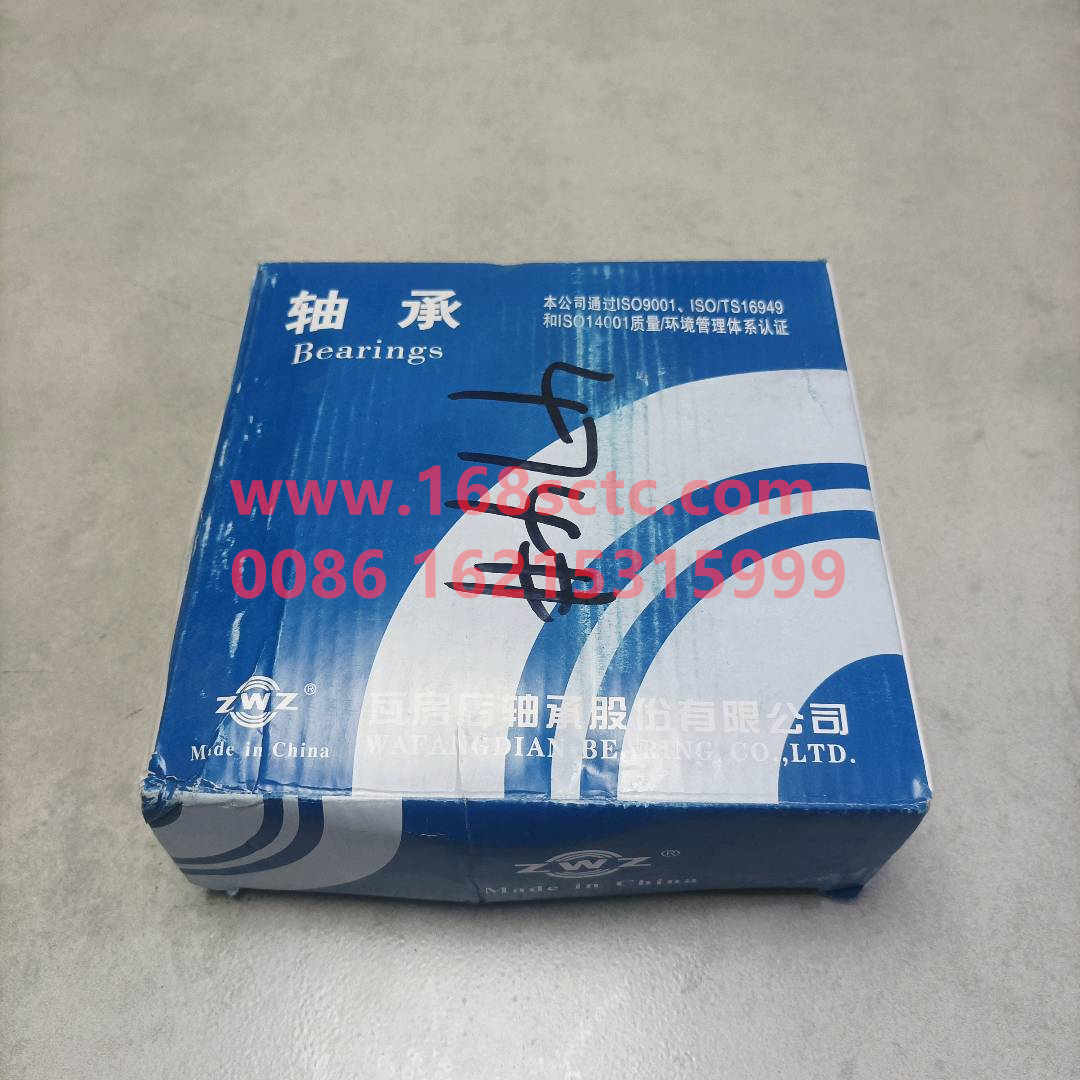 轴承
Bearings
本公司通过ISO9001、ISO/TS16949
和ISO14001质量/环境管理体系认证
www.168sctc.com
0086 16215315999
ZWZ®
Made in China
瓦房店轴承股份有限公司
WAFANGDIAN BEARING CO.,LTD.
ZWZ®
Made in China